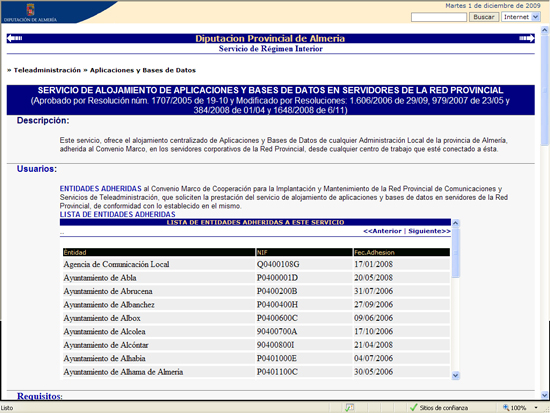 Martes 1 de diciembre de 2009
DIPUTACIÓN DE ALMERÍA
Buscar
Internet
Diputacion Provincial de Almeria
Servicio de Régimen Interior
» Teleadministración » Aplicaciones y Bases de Datos
SERVICIO DE ALOJAMIENTO DE APLICACIONES Y BASES DE DATOS EN SERVIDORES DE LA RED PROVINCIAL
(Aprobado por Resolución núm. 1707/2005 de 19-10 y Modificado por Resoluciones: 1.606/2006 de 29/09, 979/2007 de 23/05 y
384/2008 de 01/04 y 1648/2008 de 6/11)
Descripción:
Este servicio, ofrece el alojamiento centralizado de Aplicaciones y Bases de Datos de cualquier Administración Local de la provincia de Almería,
adherida al Convenio Marco, en los servidores corporativos de la Red Provincial, desde cualquier centro de trabajo que esté conectado a ésta.
Usuarios:
ENTIDADES ADHERIDAS al Convenio Marco de Cooperación para la Implantación y Mantenimiento de la Red Provincial de Comunicaciones y
Servicios de Teleadministración, que soliciten la prestación del servicio de alojamiento de aplicaciones y bases de datos en servidores de la Red
Provincial, de conformidad con lo establecido en el mismo.
LISTA DE ENTIDADES ADHERIDAS
LISTA DE ENTIDADES ADHERIDAS A ESTE SERVICIO
.. <<Anterior | Siguiente>>
Entidad NIF Fec.Adhesion
Agencia de Comunicación Local Q0400108G 17/01/2008
Ayuntamiento de Abla P0400001D 20/05/2008
Ayuntamiento de Abrucena P0400200B 31/07/2006
Ayuntamiento de Albanchez P0400400H 27/09/2006
Ayuntamiento de Albox P0400600C 09/06/2006
Ayuntamiento de Alcolea 90400700A 17/10/2006
Ayuntamiento de Alcóntar 90400800I 21/04/2008
Ayuntamiento de Alhabia P0401000E 04/07/2006
Ayuntamiento de Alhama de Almería P0401100C 30/05/2006
Requisitos:
Listo Sitios de confianza 100%